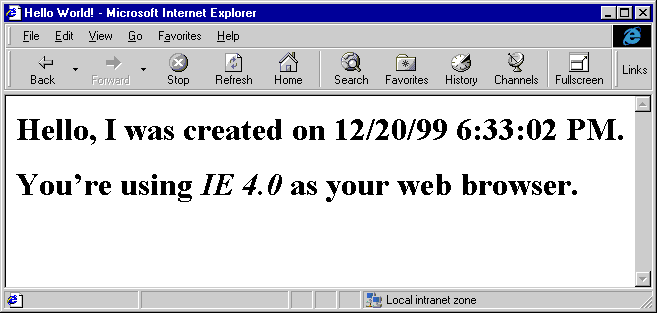 Hello World! - Microsoft Internet Explorer
File Edit View Go Favorites Help
Back Forward Stop Refresh Home Search Favorites History Channels Fullscreen Links
Hello, I was created on 12/20/99 6:33:02 PM.
You’re using IE 4.0 as your web browser.
Local intranet zone